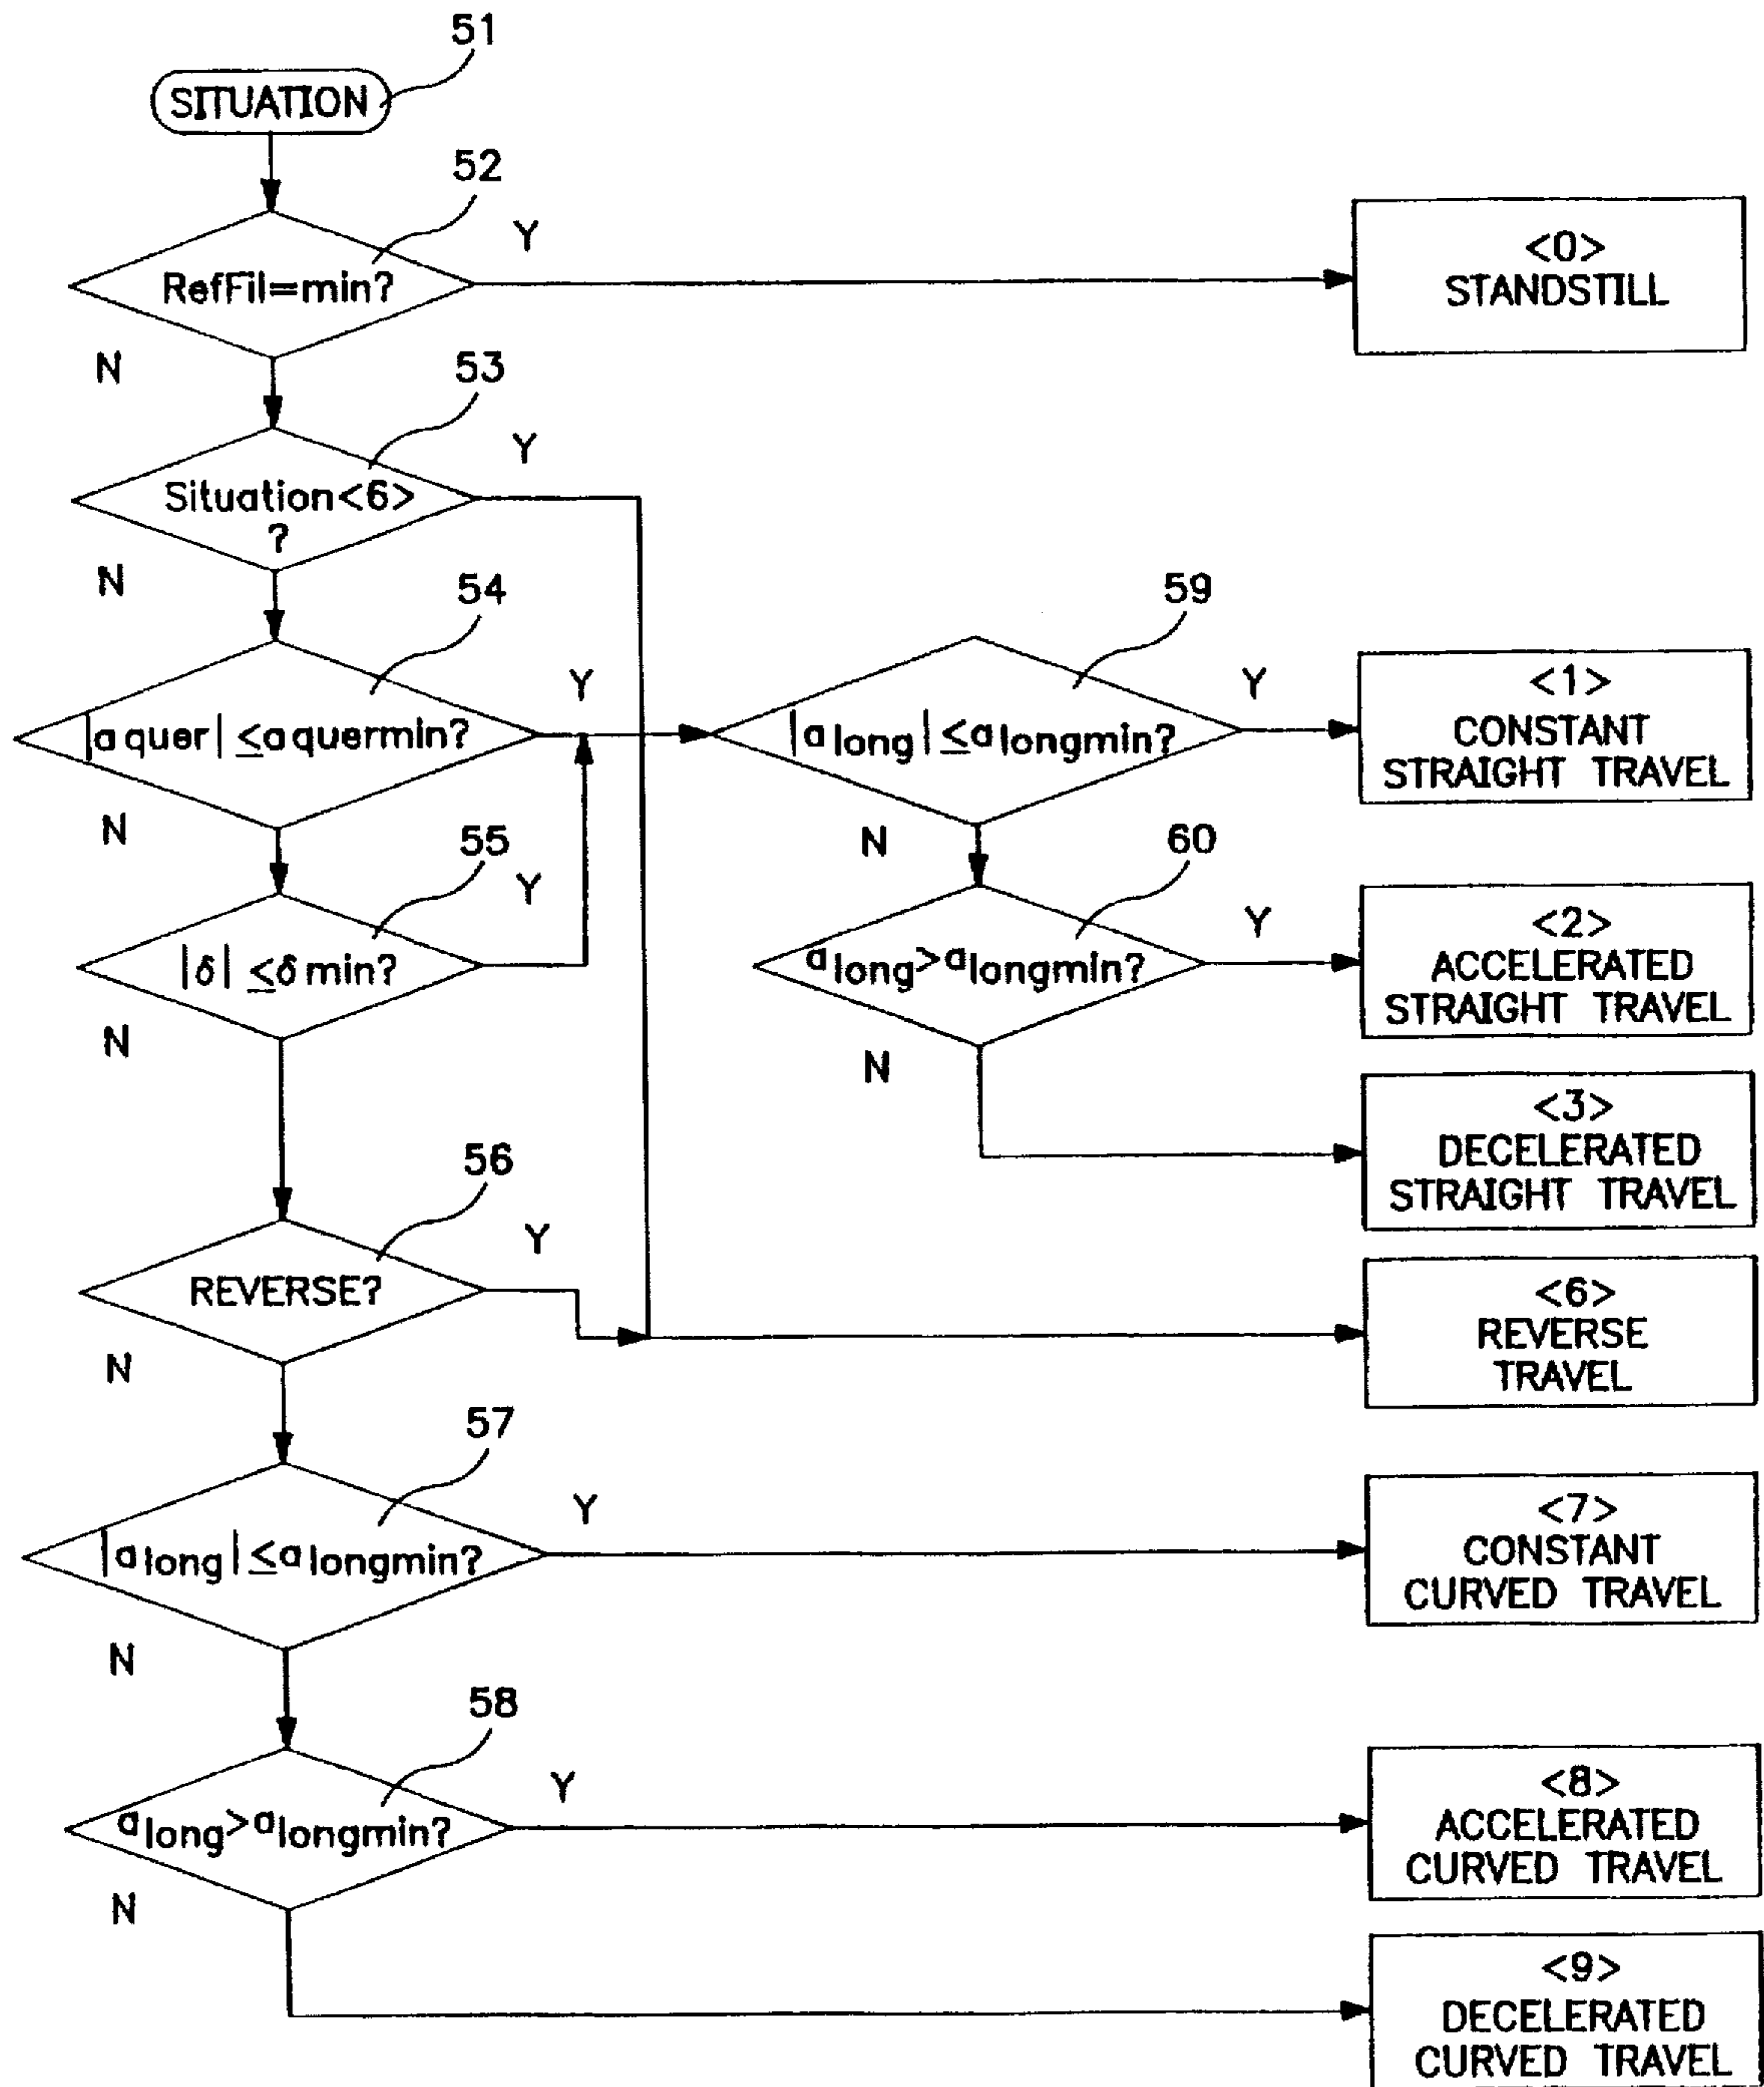 51
SITUATION
52
Y
RefFil=min?
<0>
STANDSTILL
N
53
Y
Situation<6>
?
N
54
59
Y
Y
|a quer| ≤a quermin?
|a long| ≤a longmin?
<1>
CONSTANT
STRAIGHT TRAVEL
N
55
N
60
Y
Y
|δ| ≤δ min?
a long>a longmin?
<2>
ACCELERATED
STRAIGHT TRAVEL
N
N
<3>
DECELERATED
STRAIGHT TRAVEL
56
Y
REVERSE?
<6>
REVERSE
TRAVEL
N
57
Y
|a long| ≤a longmin?
<7>
CONSTANT
CURVED TRAVEL
N
58
Y
a long>a longmin?
<8>
ACCELERATED
CURVED TRAVEL
N
<9>
DECELERATED
CURVED TRAVEL